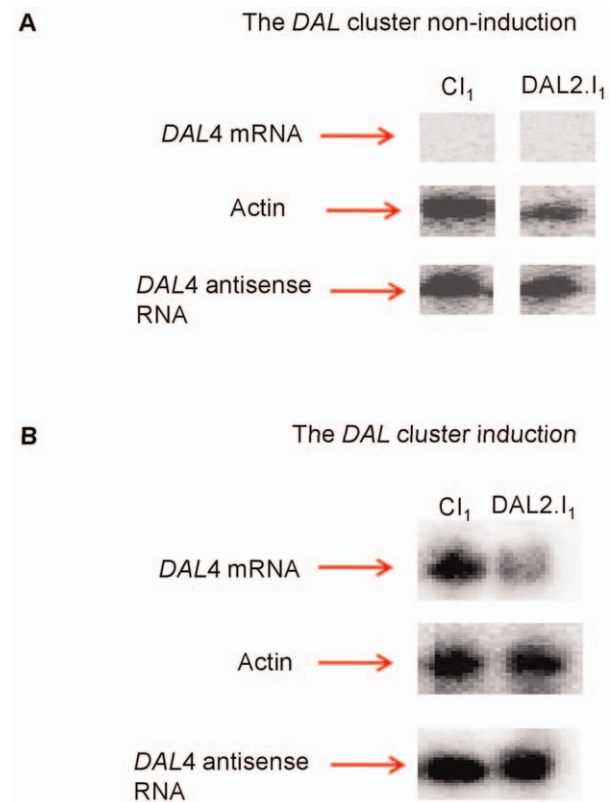 A The DAL cluster non-induction
CI₁ DAL2.I₁
DAL4 mRNA
Actin
DAL4 antisense
RNA
B The DAL cluster induction
CI₁ DAL2.I₁
DAL4 mRNA
Actin
DAL4 antisense
RNA